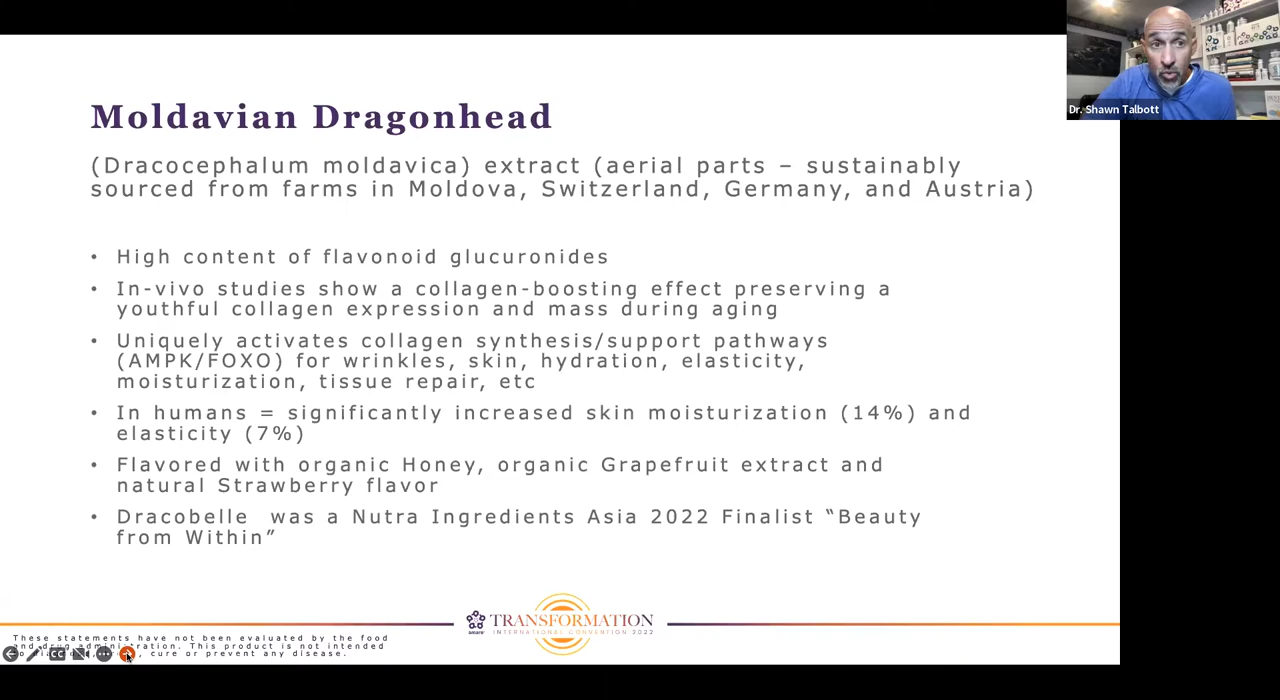 Dr. Shawn Talbott
Moldavian Dragonhead
(Dracocephalum moldavica) extract (aerial parts – sustainably
sourced from farms in Moldova, Switzerland, Germany, and Austria)
• High content of flavonoid glucuronides
• In-vivo studies show a collagen-boosting effect preserving a
youthful collagen expression and mass during aging
• Uniquely activates collagen synthesis/support pathways
(AMPK/FOXO) for wrinkles, skin, hydration, elasticity,
moisturization, tissue repair, etc
• In humans = significantly increased skin moisturization (14%) and
elasticity (7%)
• Flavored with organic Honey, organic Grapefruit extract and
natural Strawberry flavor
• Dracobelle was a Nutra Ingredients Asia 2022 Finalist “Beauty
from Within”
amare TRANSFORMATION
INTERNATIONAL CONVENTION 2022
These statements have not been evaluated by the food
and drug administration. This product is not intended
cure or prevent any disease.
CC